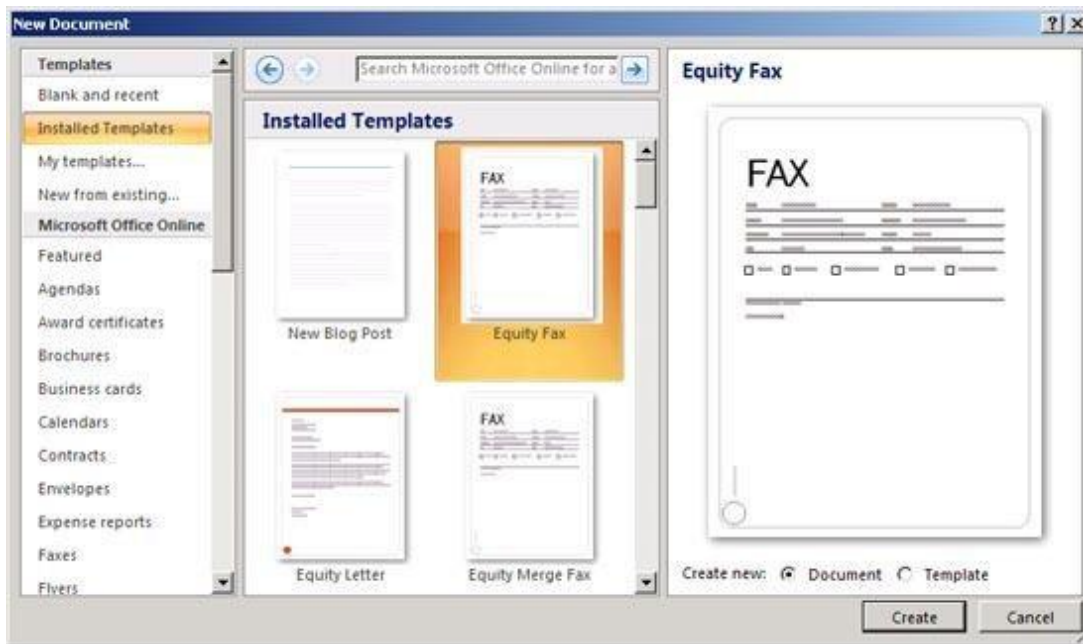 New Document
Templates
Blank and recent
Installed Templates
My templates...
New from existing...
Microsoft Office Online
Featured
Agendas
Award certificates
Brochures
Business cards
Calendars
Contracts
Envelopes
Expense reports
Faxes
Flyers
Search Microsoft Office Online for a
Installed Templates
New Blog Post
FAX
Equity Fax
Equity Letter
FAX
Equity Merge Fax
Equity Fax
FAX
Create new: Document Template
Create Cancel